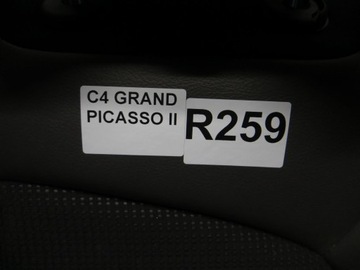 C4 GRAND
PICASSO II
R259